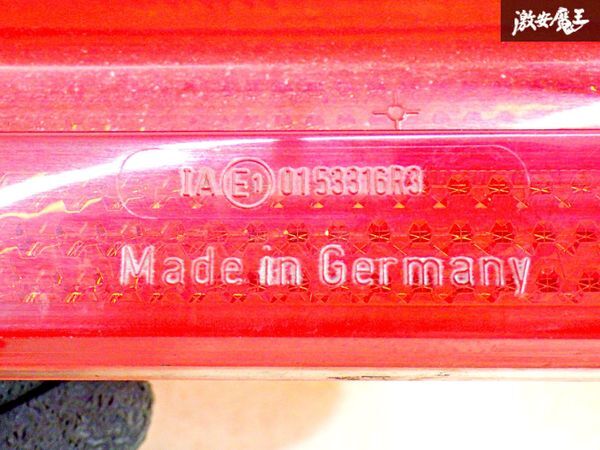 激安魔王
IA E1 0153316R3
Made in Germany